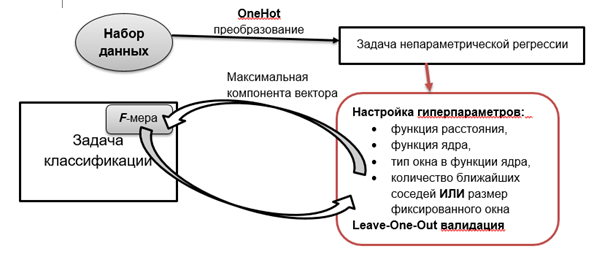 Набор
данных
OneHot
преобразование
Задача непараметрической регрессии
Максимальная
компонента вектора
F-мера
Задача
классификации
Настройка гиперпараметров:
• функция расстояния,
• функция ядра,
• тип окна в функции ядра,
• количество ближайших
соседей ИЛИ размер
фиксированного окна
Leave-One-Out валидация